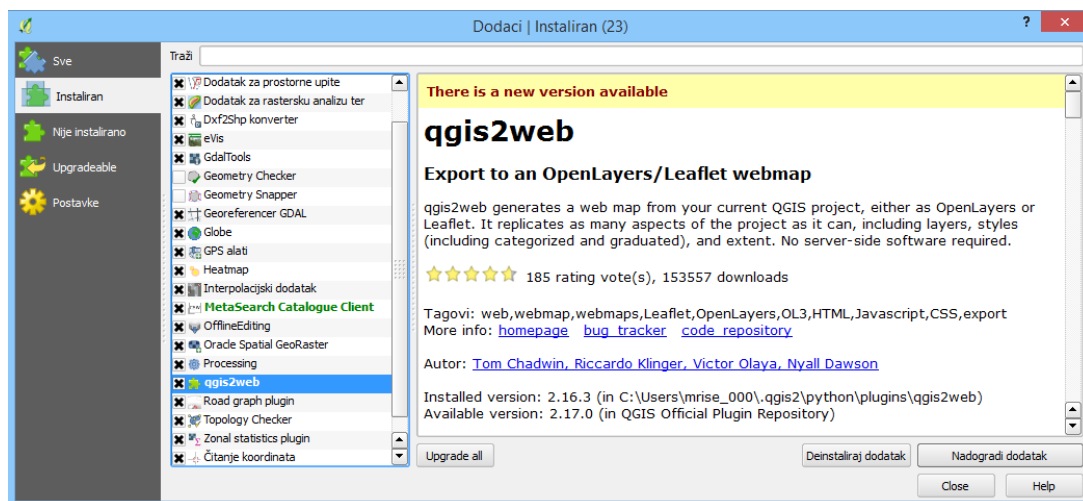 Dodaci | Instaliran (23)
?
×
Sve
Instaliran
Nije instalirano
Upgradeable
Postavke
Traži
Dodatak za prostorne upite
Dodatak za rastersku analizu ter
Dxf2Shp konverter
eVis
GdalTools
Geometry Checker
Geometry Snapper
Georeferencer GDAL
Globe
GPS alati
Heatmap
Interpolacijski dodatak
MetaSearch Catalogue Client
OfflineEditing
Oracle Spatial GeoRaster
Processing
qgis2web
Road graph plugin
Topology Checker
Zonal statistics plugin
Čitanje koordinata
There is a new version available
qgis2web
Export to an OpenLayers/Leaflet webmap
qgis2web generates a web map from your current QGIS project, either as OpenLayers or
Leaflet. It replicates as many aspects of the project as it can, including layers, styles
(including categorized and graduated), and extent. No server-side software required.
185 rating vote(s), 153557 downloads
Tagovi: web,webmap,webmaps,Leaflet,OpenLayers,OL3,HTML,Javascript,CSS,export
More info: homepage bug tracker code repository
Autor: Tom Chadwin, Riccardo Klinger, Victor Olaya, Nyall Dawson
Installed version: 2.16.3 (in C:\Users\mrise_000\.qgis2\python\plugins\qgis2web)
Available version: 2.17.0 (in QGIS Official Plugin Repository)
Upgrade all
Deinstaliraj dodatak
Nadogradi dodatak
Close
Help